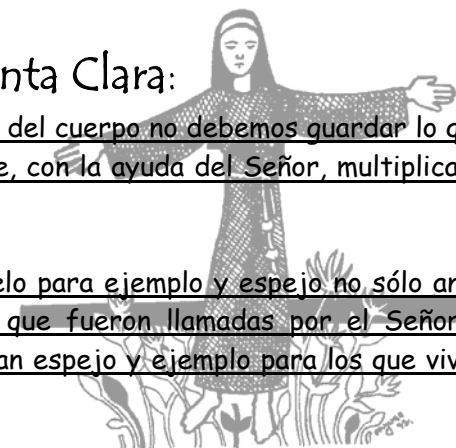 nta Clara:
del cuerpo no debemos guardar lo
e, con la ayuda del Señor, multiplica
elo para ejemplo y espejo no sólo an
que fueron llamadas por el Señor
an espejo y ejemplo para los que viv